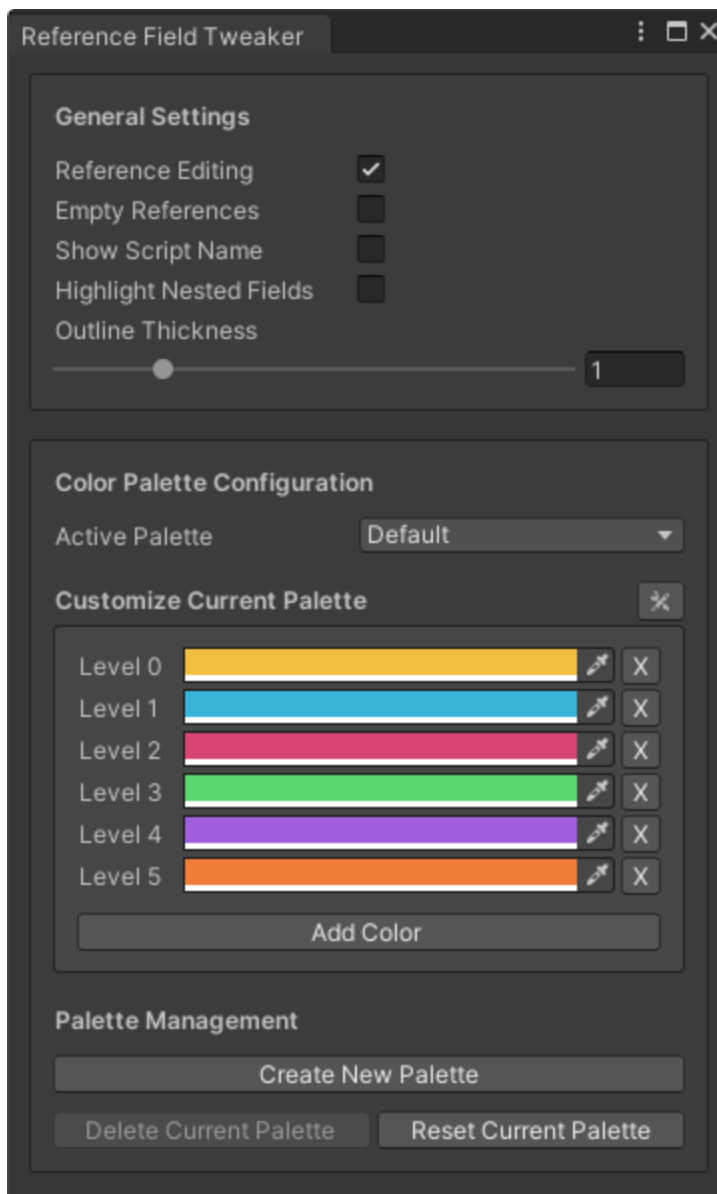 Reference Field Tweaker
General Settings
Reference Editing
Empty References
Show Script Name
Highlight Nested Fields
Outline Thickness
1
Color Palette Configuration
Active Palette Default
Customize Current Palette
Level 0 X
Level 1 X
Level 2 X
Level 3 X
Level 4 X
Level 5 X
Add Color
Palette Management
Create New Palette
Delete Current Palette Reset Current Palette